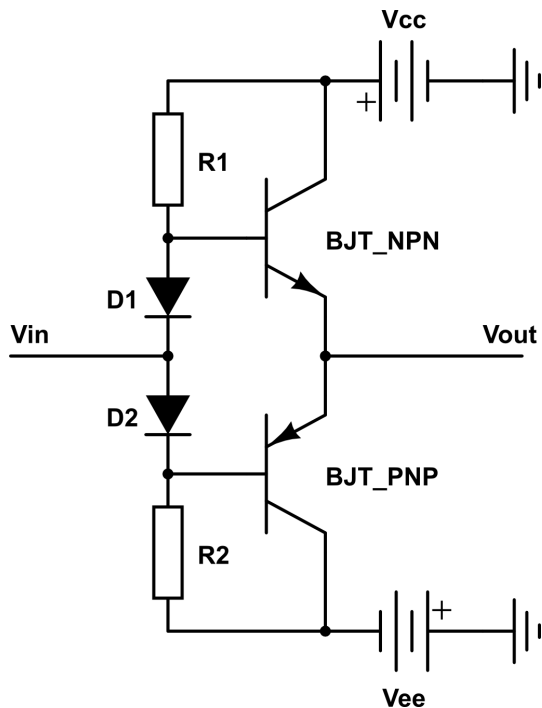 Vcc
+
R1
BJT_NPN
D1
Vin
Vout
D2
BJT_PNP
R2
+
Vee